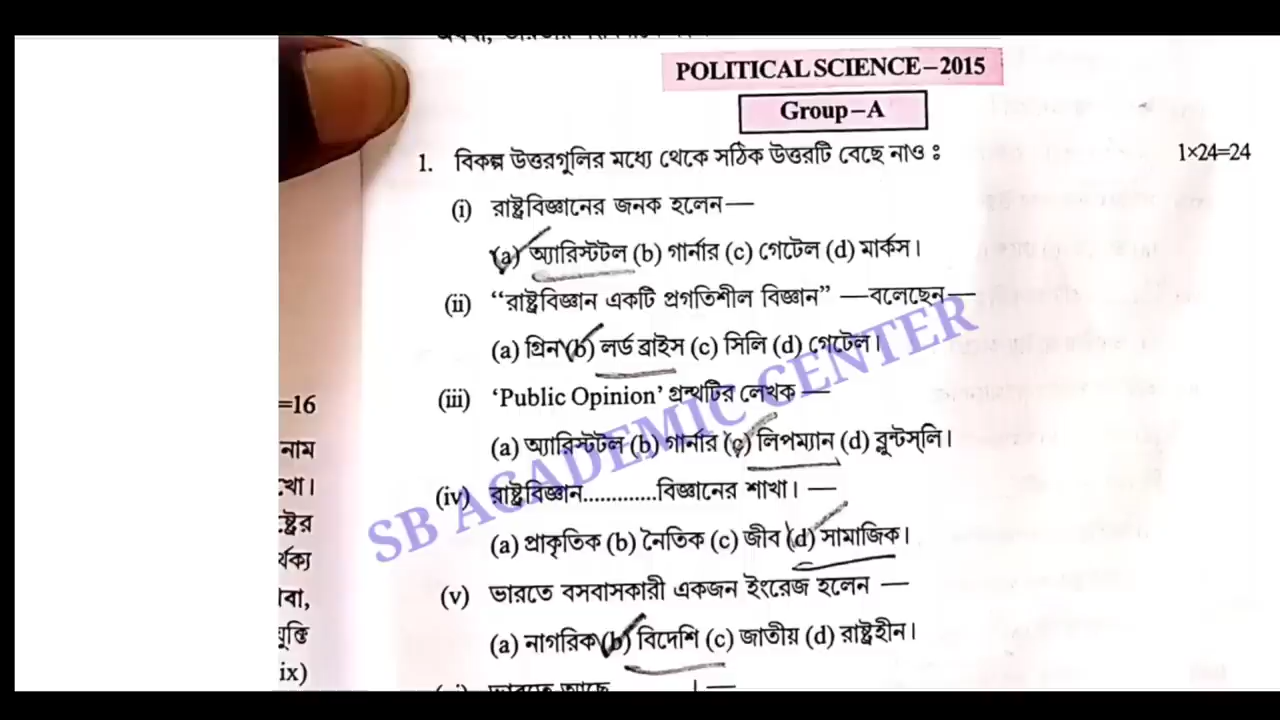 POLITICAL SCIENCE–2015
Group–A
1. বিকল্প উত্তরগুলির মধ্যে থেকে সঠিক উত্তরটি বেছে নাও ঃ 1×24=24
(i) রাষ্ট্রবিজ্ঞানের জনক হলেন—
(a) অ্যারিস্টটল (b) গার্নার (c) গেটেল (d) মার্কস।
(ii) “রাষ্ট্রবিজ্ঞান একটি প্রগতিশীল বিজ্ঞান” —বলেছেন—
(a) গ্রিন (b) লর্ড ব্রাইস (c) সিলি (d) গেটেল।
(iii) ‘Public Opinion’ গ্রন্থটির লেখক —
(a) অ্যারিস্টটল (b) গার্নার (c) লিপম্যান (d) ব্লুন্টস্‌লি।
(iv) রাষ্ট্রবিজ্ঞান.............বিজ্ঞানের শাখা। —
(a) প্রাকৃতিক (b) নৈতিক (c) জীব (d) সামাজিক।
(v) ভারতে বসবাসকারী একজন ইংরেজ হলেন —
(a) নাগরিক (b) বিদেশি (c) জাতীয় (d) রাষ্ট্রহীন।
=16
নাম
ix)
SB ACADEMIC CENTER